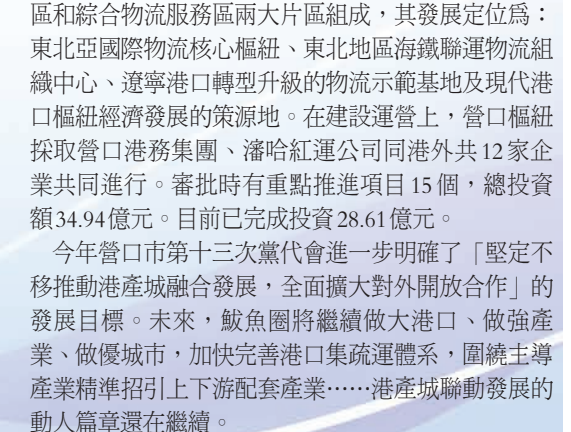 區和綜合物流服務區兩大片區組成，其發展定位爲：
東北亞國際物流核心樞紐、東北地區海鐵聯運物流組
織中心、遼寧港口轉型升級的物流示範基地及現代港
口樞紐經濟發展的策源地。在建設運營上，營口樞紐
採取營口港務集團、瀋哈紅運公司同港外共12家企
業共同進行。審批時有重點推進項目15個，總投資
額34.94億元。目前已完成投資28.61億元。
今年營口市第十三次黨代會進一步明確了「堅定不
移推動港產城融合發展，全面擴大對外開放合作」的
發展目標。未來，鮁魚圈將繼續做大港口、做強產
業、做優城市，加快完善港口集疏運體系，圍繞主導
產業精準招引上下游配套產業……港產城聯動發展的
動人篇章還在繼續。